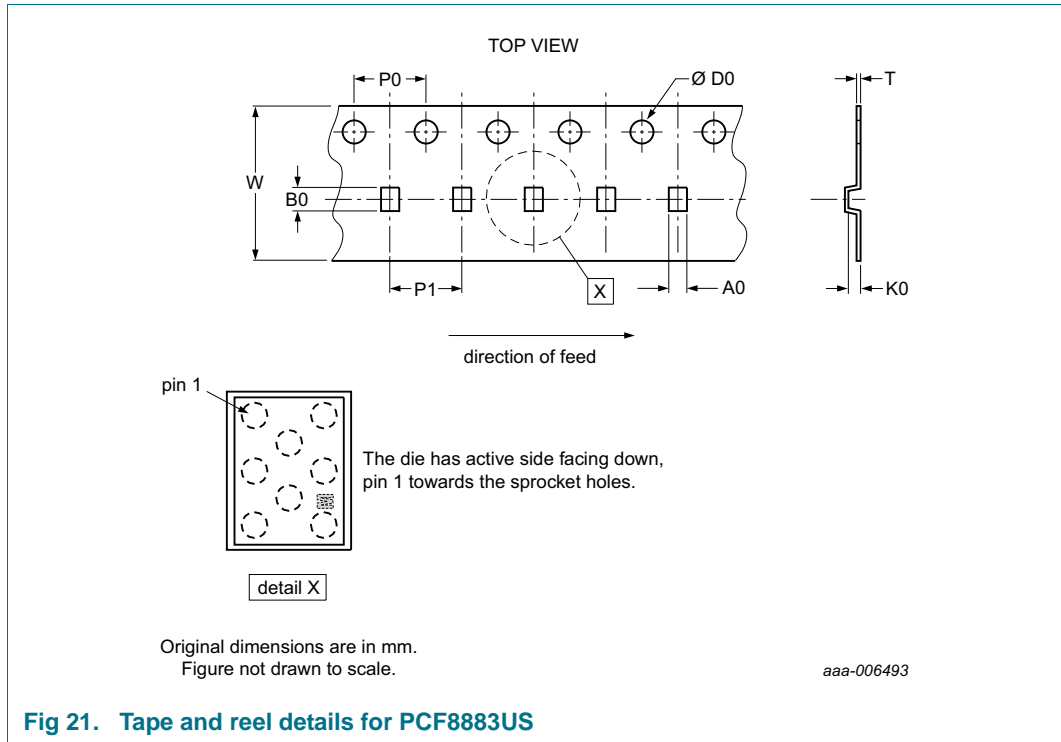 TOP VIEW
P0
Ø D0
T
W
B0
P1
X
A0
K0
direction of feed
pin 1
The die has active side facing down,
pin 1 towards the sprocket holes.
detail X
Original dimensions are in mm.
Figure not drawn to scale.
aaa-006493
Fig 21. Tape and reel details for PCF8883US